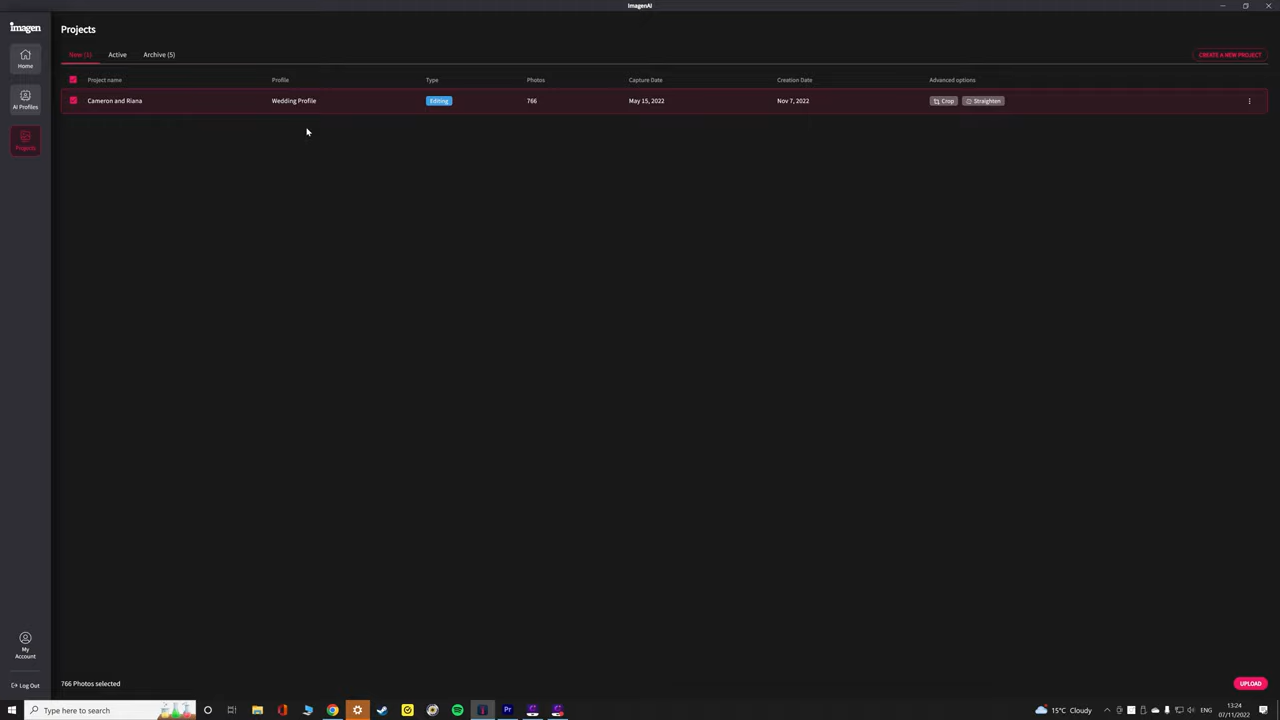 ImagenAI
imagen
Projects
Home
New (1) Active Archive (5) CREATE A NEW PROJECT
Project name Profile Type Photos Capture Date Creation Date Advanced options
AI Profiles
Cameron and Riana Wedding Profile Editing 766 May 15, 2022 Nov 7, 2022 Crop Straighten
Projects
My
Account
Log Out
766 Photos selected UPLOAD
Type here to search 15°C Cloudy ENG 13:24
07/11/2022
Pr